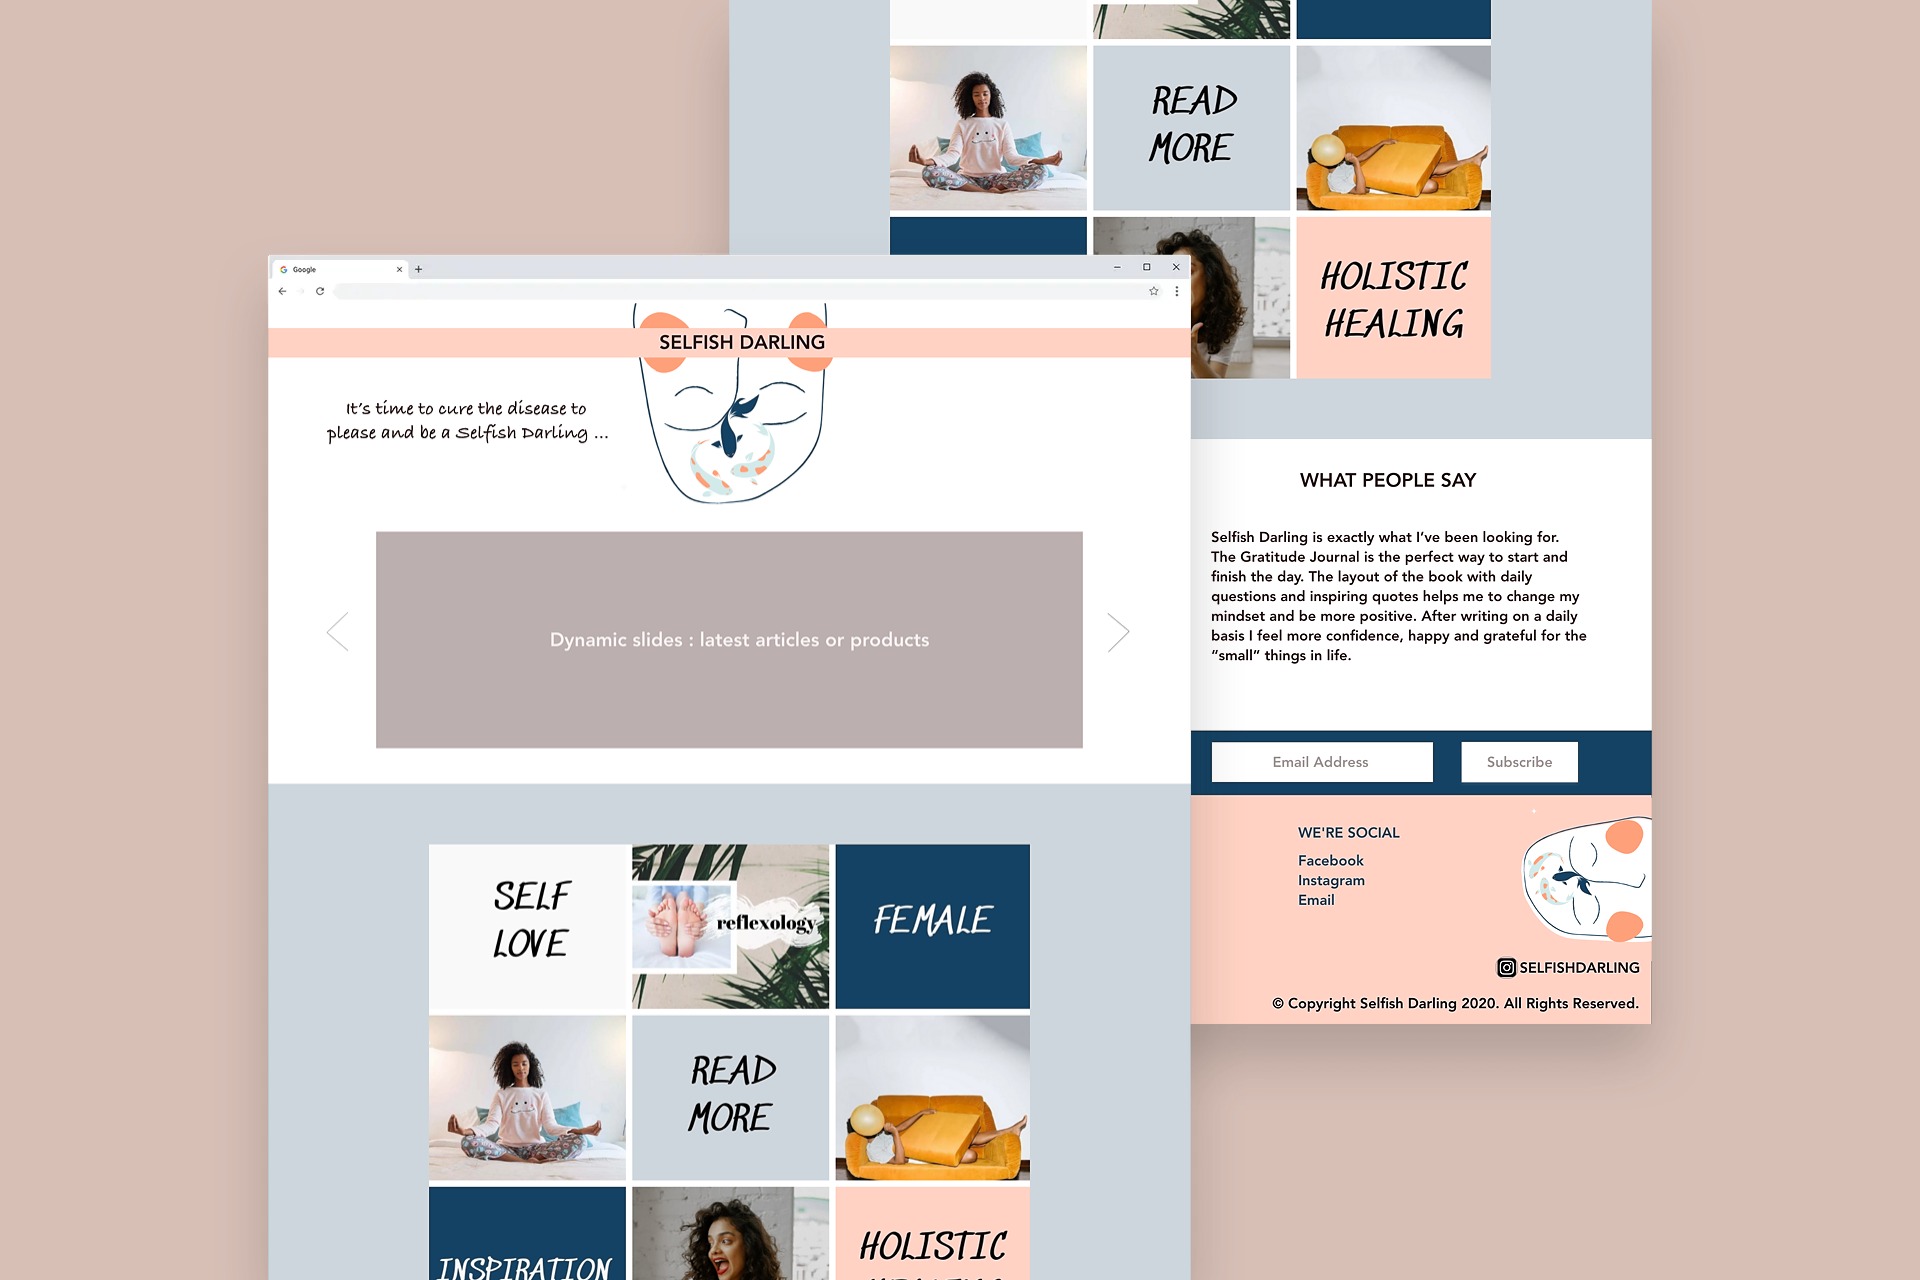 Google
SELFISH DARLING
It's time to cure the disease to
please and be a Selfish Darling ...
Dynamic slides : latest articles or products
SELF
LOVE
reflexology
FEMALE
READ
MORE
INSPIRATION
HOLISTIC
READ
MORE
HOLISTIC
HEALING
WHAT PEOPLE SAY
Selfish Darling is exactly what I've been looking for.
The Gratitude Journal is the perfect way to start and
finish the day. The layout of the book with daily
questions and inspiring quotes helps me to change my
mindset and be more positive. After writing on a daily
basis I feel more confidence, happy and grateful for the
“small” things in life.
Email Address
Subscribe
WE'RE SOCIAL
Facebook
Instagram
Email
SELFISHDARLING
© Copyright Selfish Darling 2020. All Rights Reserved.